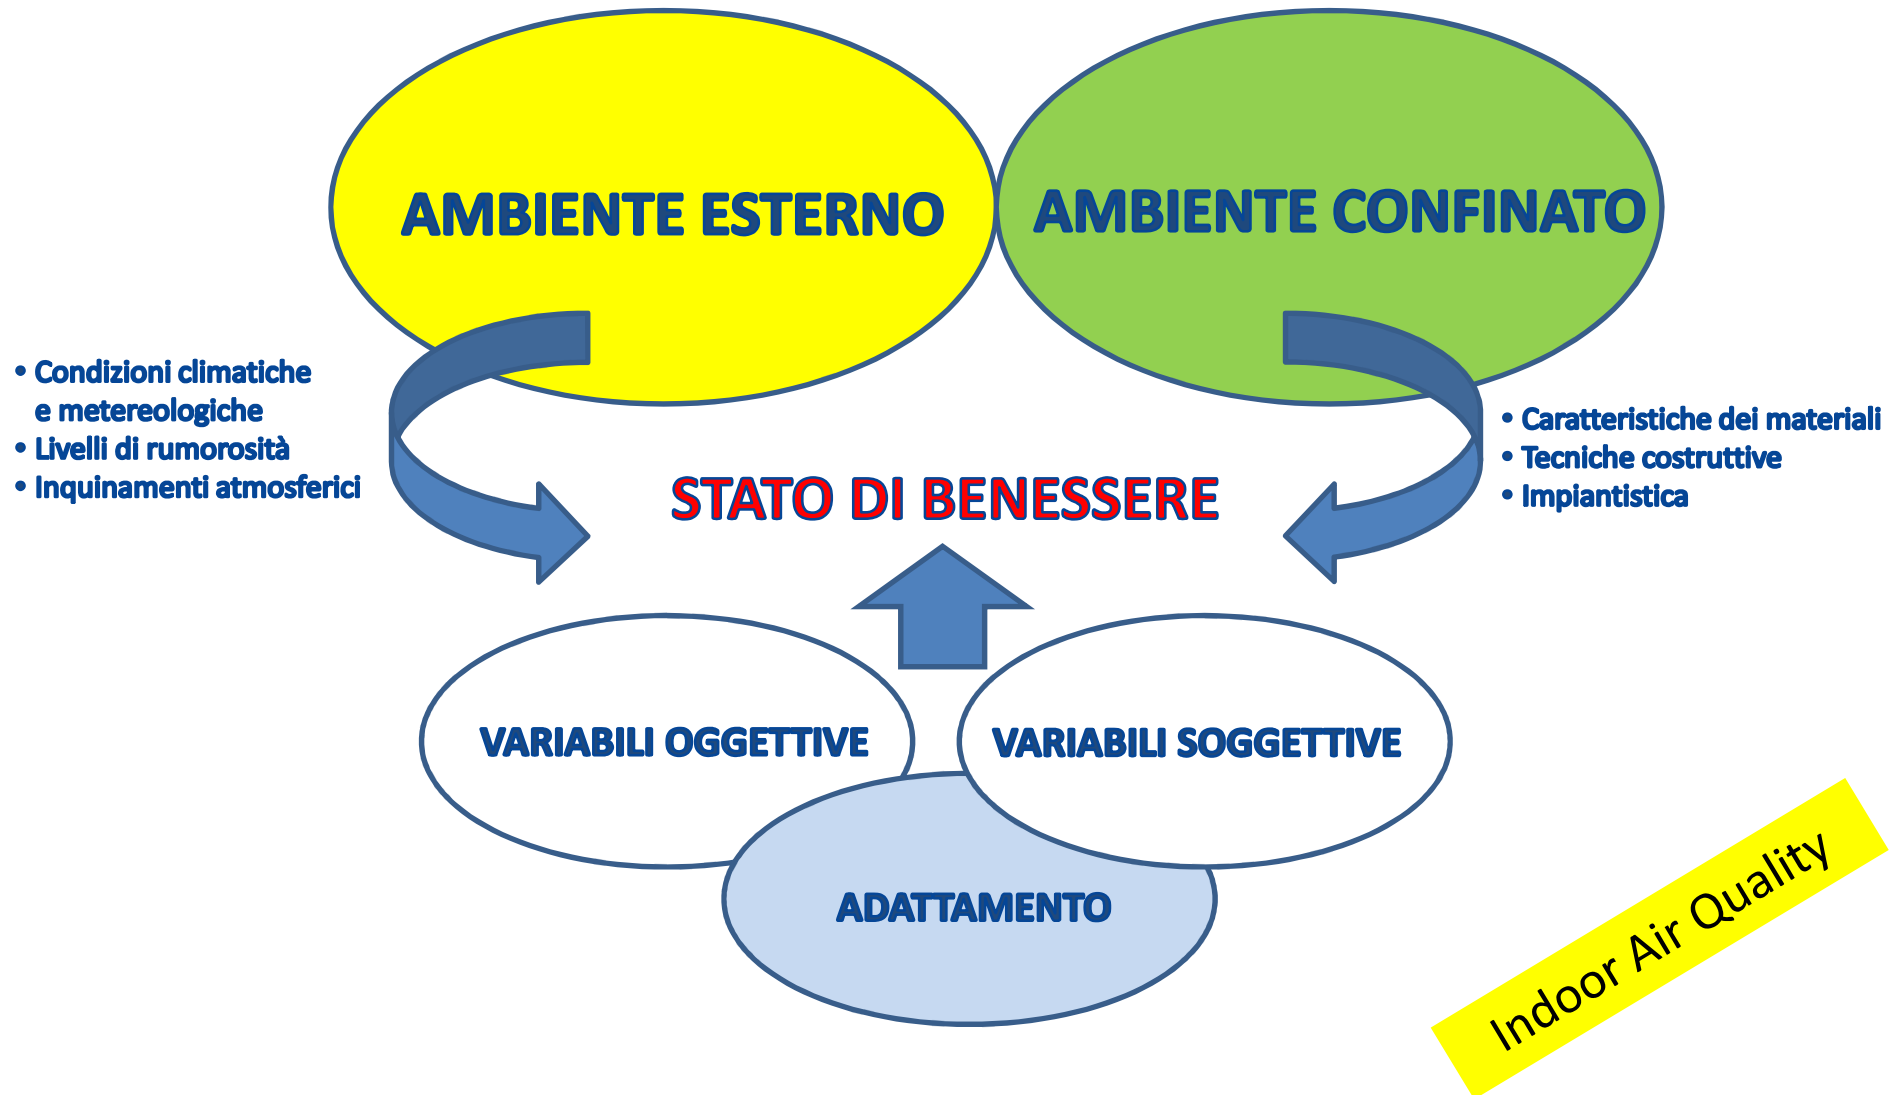 AMBIENTE ESTERNO
AMBIENTE CONFINATO
• Condizioni climatiche
e metereologiche
• Livelli di rumorosità
• Inquinamenti atmosferici
• Caratteristiche dei materiali
• Tecniche costruttive
• Impiantistica
STATO DI BENESSERE
VARIABILI OGGETTIVE
VARIABILI SOGGETTIVE
ADATTAMENTO
Indoor Air Quality